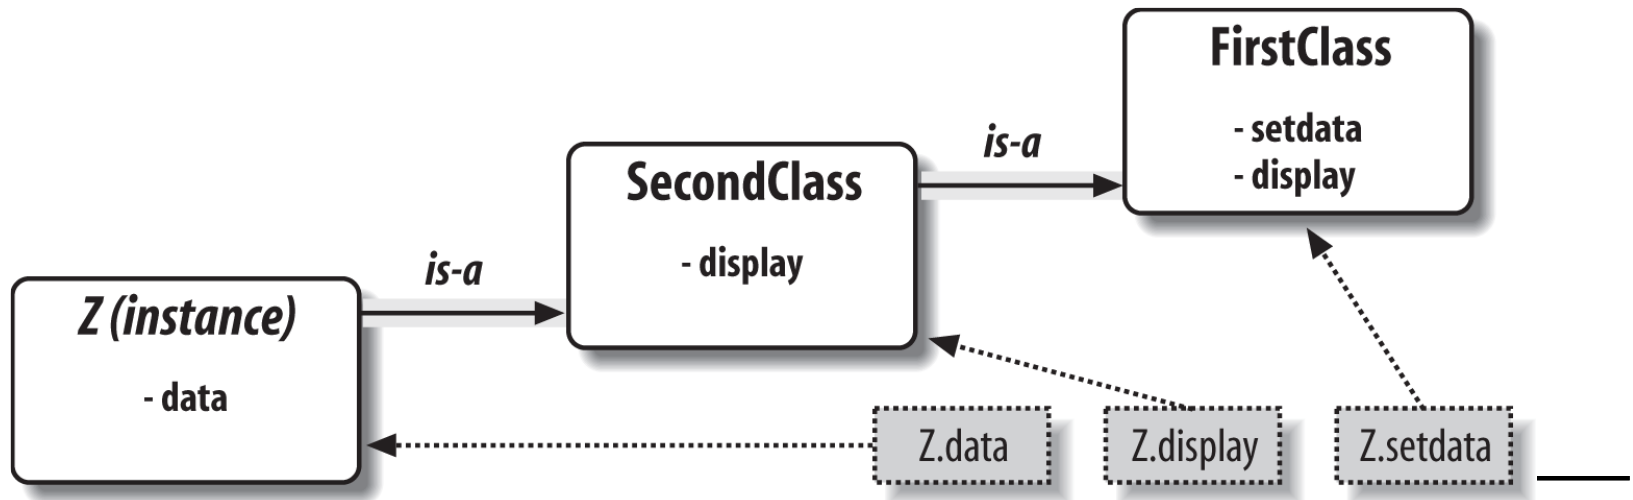 FirstClass
- setdata
- display
is-a
SecondClass
- display
is-a
Z (instance)
- data
Z.data
Z.display
Z.setdata